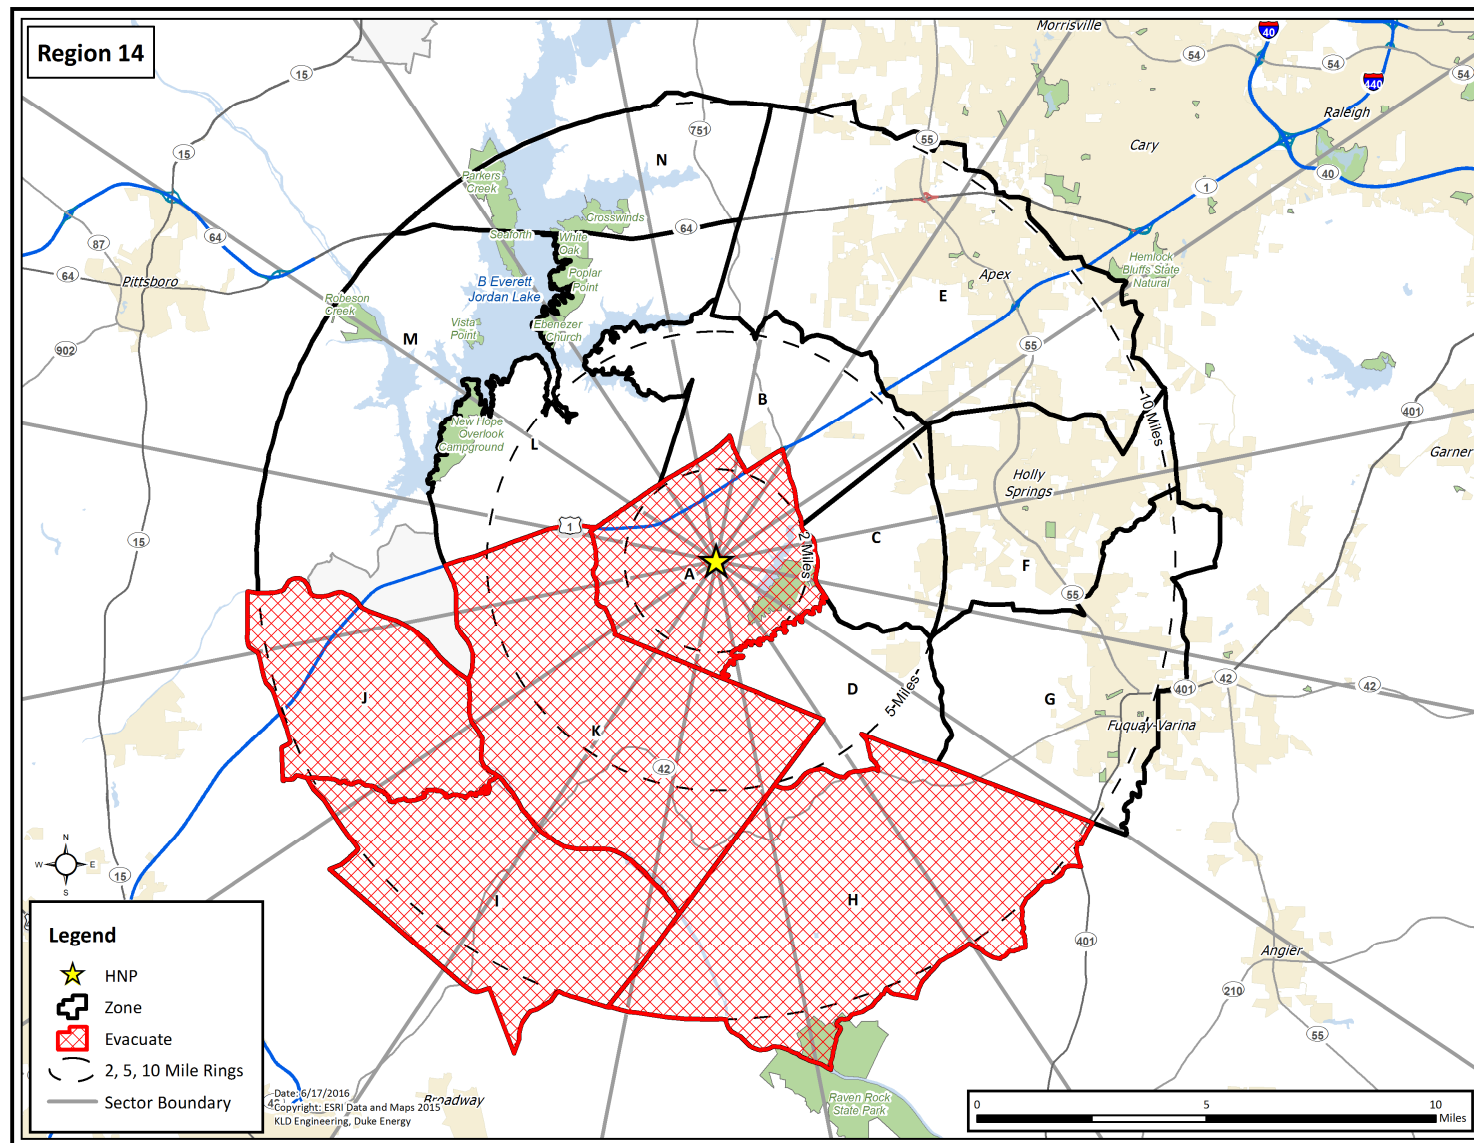 Region 14
Morrisville
40
54
54
54
440
Raleigh
15
55
751
N
Cary
15
Parkers
Creek
40
1
Crosswinds
64
Seaforth
White
Oak
64
87
64
Pittsboro
B Everett
Jordan Lake
Poplar
Point
Apex
Hemlock
Bluffs State
Natural
E
Robeson
Creek
Vista
Point
Ebenezer
Church
M
55
902
B
401
10 Miles
New Hope
Overlook
Campground
L
Garner
Holly
Springs
1
15
C
2 Miles
A
F
55
D
5 Miles
J
G
401
42
42
Fuquay-Varina
K
42
N
W
E
S
15
I
H
401
Angier
210
55
Legend
HNP
Zone
Evacuate
2, 5, 10 Mile Rings
Sector Boundary
Date: 6/17/2016
Copyright: ESRI Data and Maps 2015
KLD Engineering, Duke Energy
Broadway
Raven Rock
State Park
0
5
10
Miles